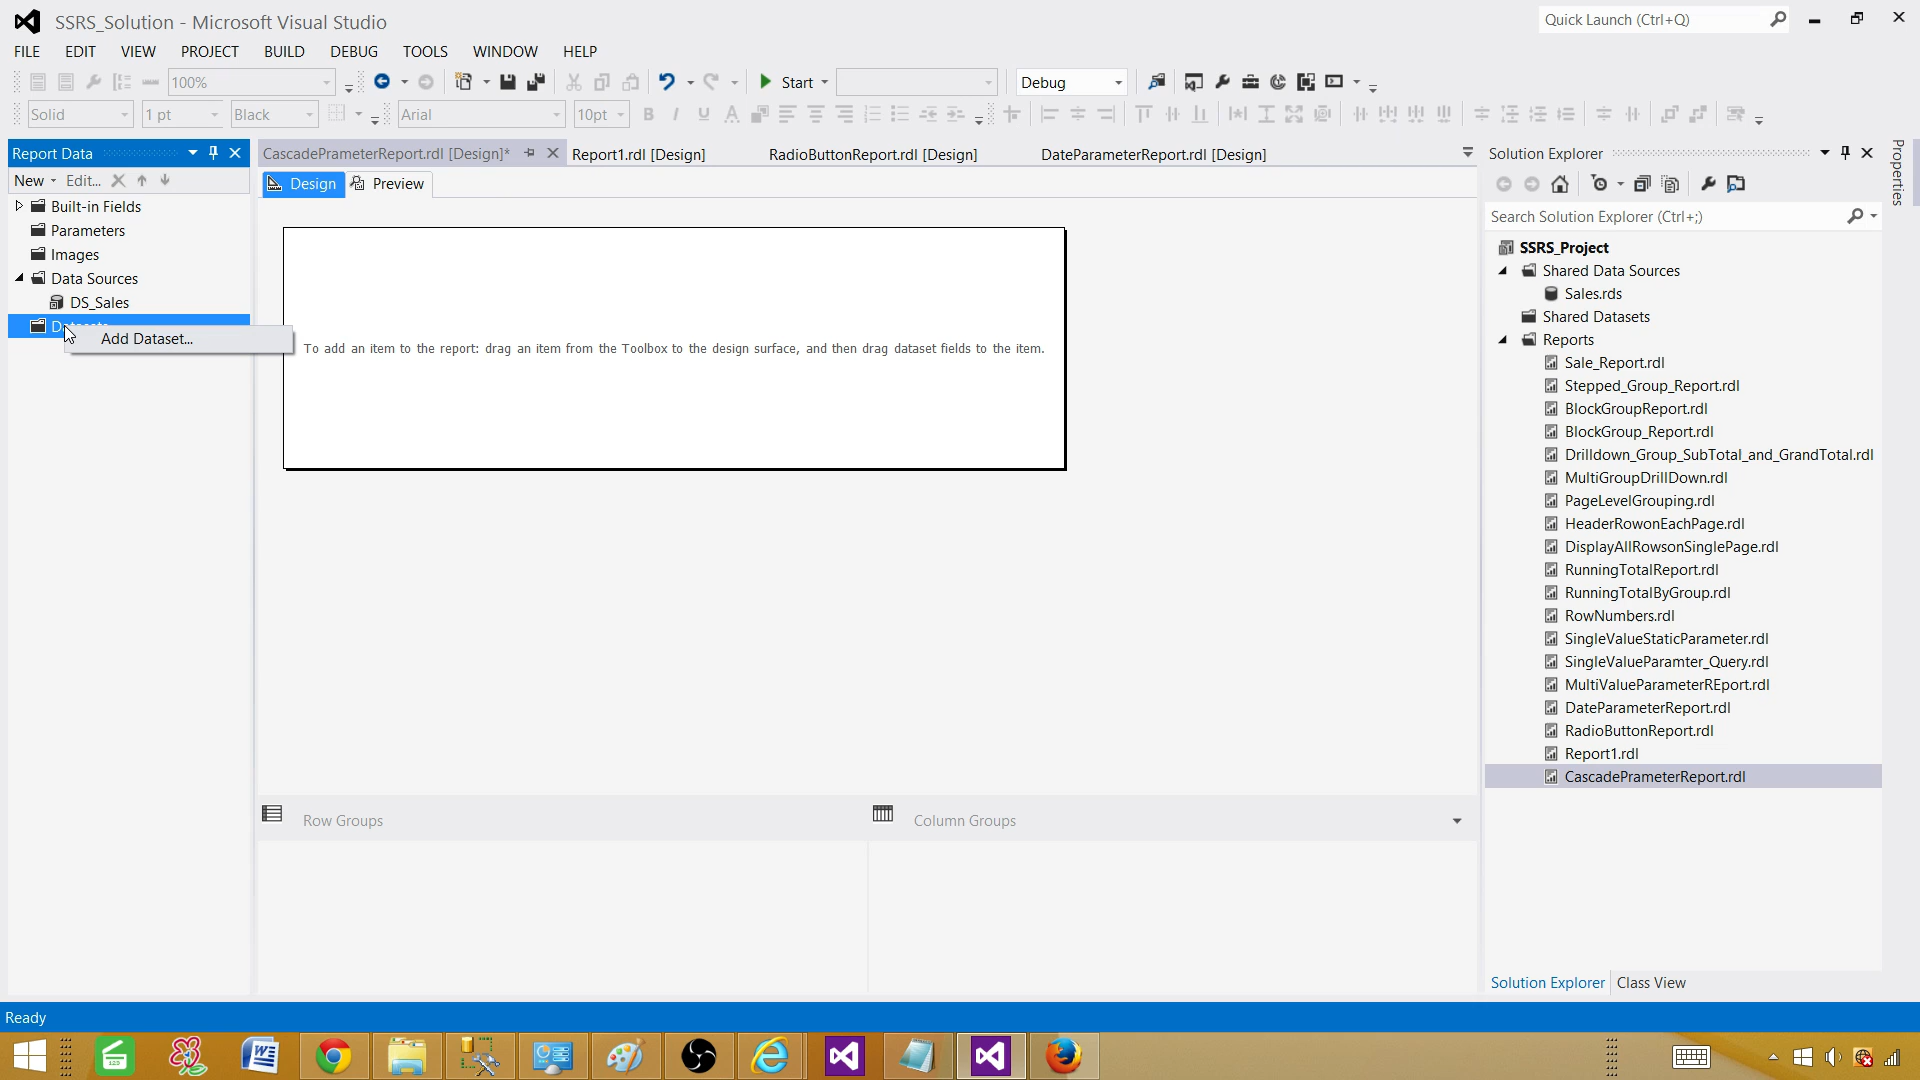 SSRS_Solution - Microsoft Visual Studio
Quick Launch (Ctrl+Q)
FILE EDIT VIEW PROJECT BUILD DEBUG TOOLS WINDOW HELP
100% Start Debug
Solid 1 pt Black Arial 10pt B I U A
Report Data
CascadePrameterReport.rdl [Design]* Report1.rdl [Design] RadioButtonReport.rdl [Design] DateParameterReport.rdl [Design]
Solution Explorer
Properties
New Edit...
Design Preview
Built-in Fields
Parameters
Images
Data Sources
DS_Sales
Add Dataset...
To add an item to the report: drag an item from the Toolbox to the design surface, and then drag dataset fields to the item.
Row Groups
Column Groups
Search Solution Explorer (Ctrl+;)
SSRS_Project
Shared Data Sources
Sales.rds
Shared Datasets
Reports
Sale_Report.rdl
Stepped_Group_Report.rdl
BlockGroupReport.rdl
BlockGroup_Report.rdl
Drilldown_Group_SubTotal_and_GrandTotal.rdl
MultiGroupDrillDown.rdl
PageLevelGrouping.rdl
HeaderRowonEachPage.rdl
DisplayAllRowsonSinglePage.rdl
RunningTotalReport.rdl
RunningTotalByGroup.rdl
RowNumbers.rdl
SingleValueStaticParameter.rdl
SingleValueParamter_Query.rdl
MultiValueParameterREport.rdl
DateParameterReport.rdl
RadioButtonReport.rdl
Report1.rdl
CascadePrameterReport.rdl
Solution Explorer Class View
Ready